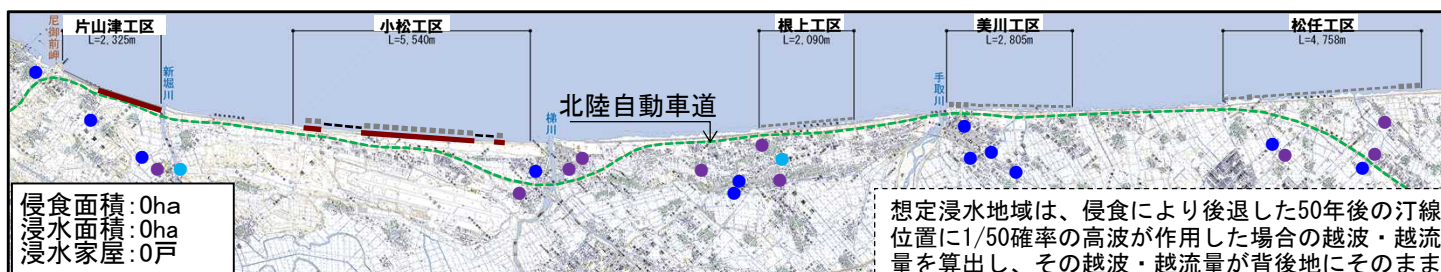 片山津工区
L=2,325m
小松工区
L=5,540m
根上工区
L=2,090m
美川工区
L=2,805m
松任工区
L=4,758m
尼御前岬
新堀川
梯川
手取川
北陸自動車道
侵食面積:0ha
浸水面積:0ha
浸水家屋:0戸
想定浸水地域は、侵食により後退した50年後の汀線
位置に1/50確率の高波が作用した場合の越波・越流
量を算出し、その越波・越流量が背後地にそのまま